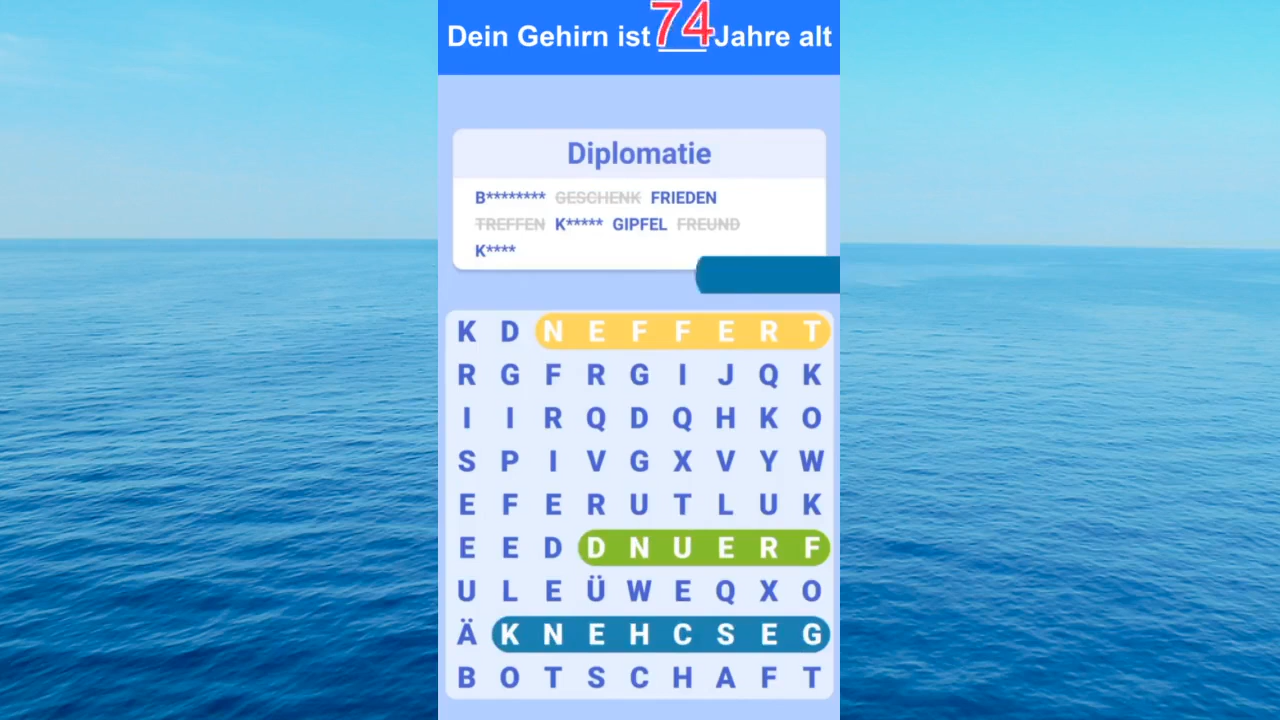 Dein Gehirn ist 74 Jahre alt
Diplomatie
B******** GESCHENK FRIEDEN
TREFFEN K***** GIPFEL FREUND
K****
K D N E F F E R T
R G F R G I J Q K
I I R Q D Q H K O
S P I V G X V Y W
E F E R U T L U K
E E D D N U E R F
U L E Ü W E Q X O
Ä K N E H C S E G
B O T S C H A F T